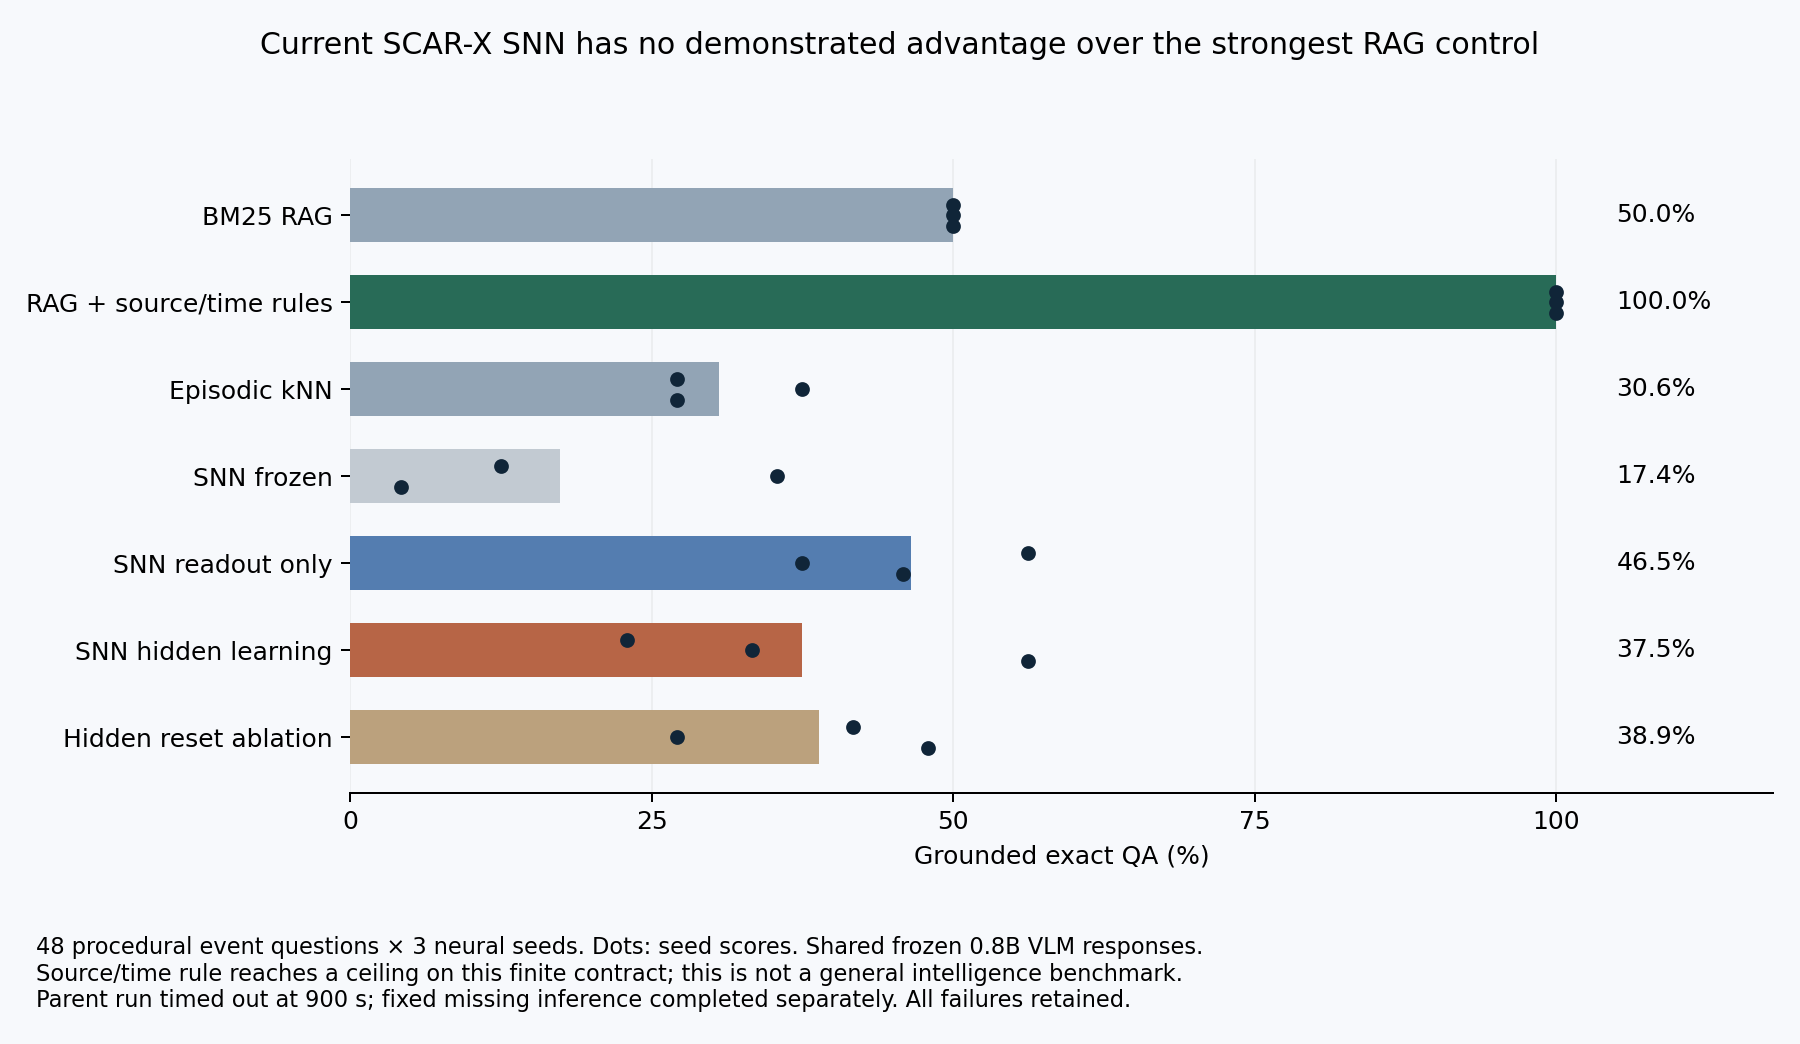 Current SCAR-X SNN has no demonstrated advantage over the strongest RAG control
BM25 RAG 50.0%
RAG + source/time rules 100.0%
Episodic kNN 30.6%
SNN frozen 17.4%
SNN readout only 46.5%
SNN hidden learning 37.5%
Hidden reset ablation 38.9%
0 25 50 75 100
Grounded exact QA (%)
48 procedural event questions × 3 neural seeds. Dots: seed scores. Shared frozen 0.8B VLM responses.
Source/time rule reaches a ceiling on this finite contract; this is not a general intelligence benchmark.
Parent run timed out at 900 s; fixed missing inference completed separately. All failures retained.